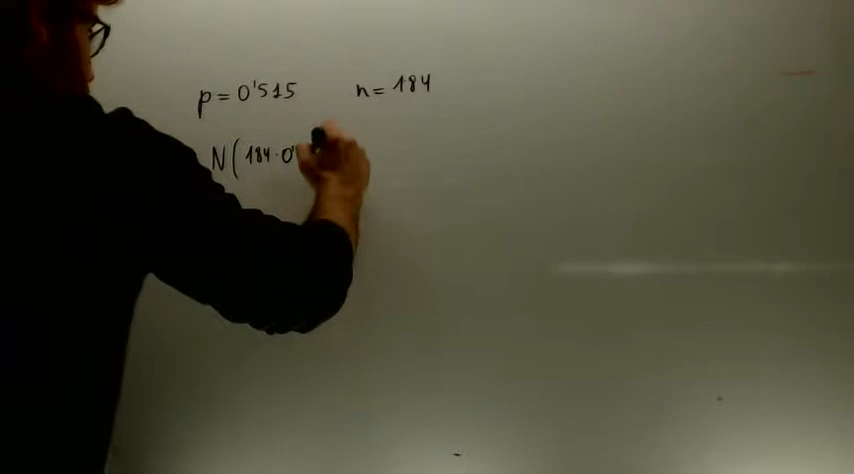 p = 0'515 n = 184
N( 184 · 0'